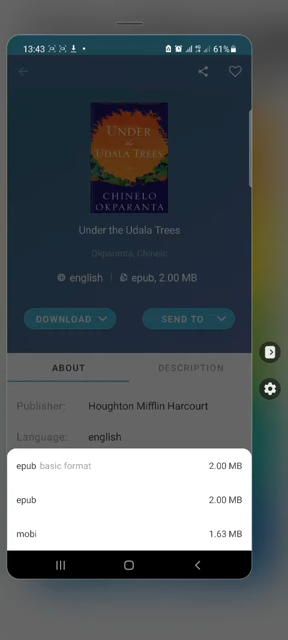 13:43
61%
UNDER
the
UDALA TREES
CHINELO
OKPARANTA
Under the Udala Trees
Okparanta, Chinelo
english | epub, 2.00 MB
DOWNLOAD SEND TO
ABOUT DESCRIPTION
Publisher: Houghton Mifflin Harcourt
Language: english
epub basic format 2.00 MB
epub 2.00 MB
mobi 1.63 MB